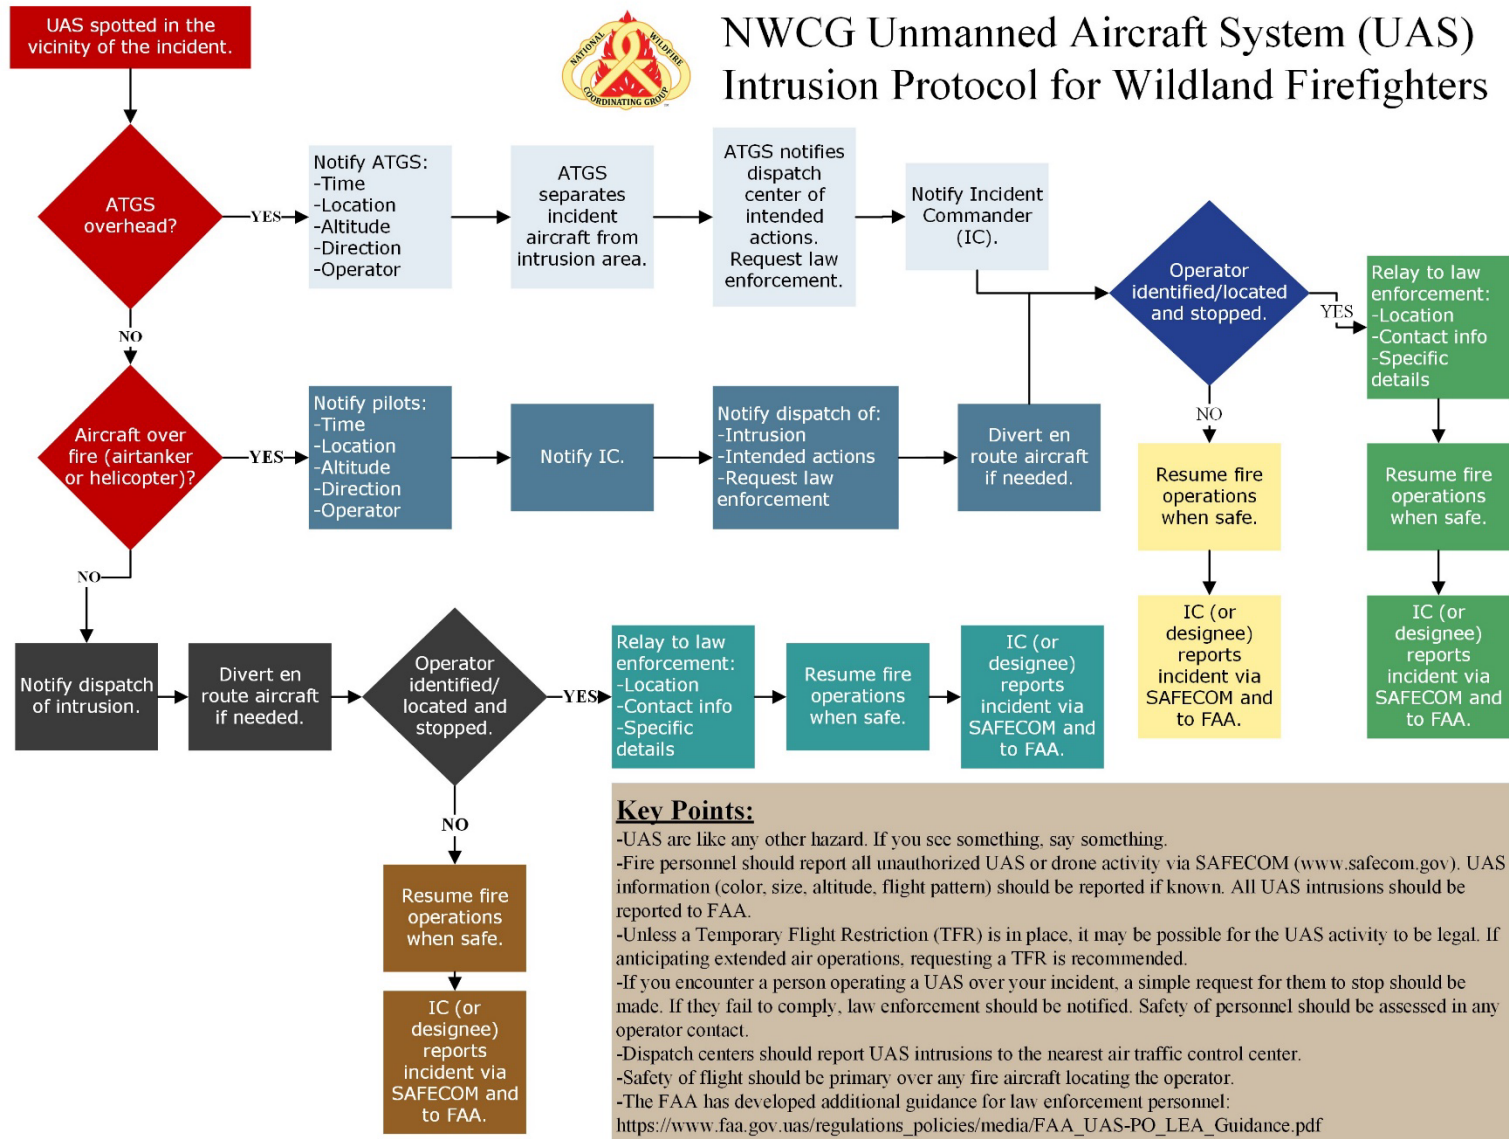 UAS spotted in the
vicinity of the incident.
NATIONAL WILDFIRE
COORDINATING GROUP
NWCG Unmanned Aircraft System (UAS)
Intrusion Protocol for Wildland Firefighters
ATGS
overhead?
YES
Notify ATGS:
-Time
-Location
-Altitude
-Direction
-Operator
ATGS
separates
incident
aircraft from
intrusion area.
ATGS notifies
dispatch
center of
intended
actions.
Request law
enforcement.
Notify Incident
Commander
(IC).
Operator
identified/located
and stopped.
YES
Relay to law
enforcement:
-Location
-Contact info
-Specific
details
NO
NO
Aircraft over
fire (airtanker
or helicopter)?
YES
Notify pilots:
-Time
-Location
-Altitude
-Direction
-Operator
Notify IC.
Notify dispatch of:
-Intrusion
-Intended actions
-Request law
enforcement
Divert en
route aircraft
if needed.
Resume fire
operations
when safe.
Resume fire
operations
when safe.
IC (or
designee)
reports
incident via
SAFECOM and
to FAA.
IC (or
designee)
reports
incident via
SAFECOM and
to FAA.
NO
Notify dispatch
of intrusion.
Divert en
route aircraft
if needed.
Operator
identified/
located and
stopped.
YES
Relay to law
enforcement:
-Location
-Contact info
-Specific
details
Resume fire
operations
when safe.
IC (or
designee)
reports
incident via
SAFECOM and
to FAA.
NO
Resume fire
operations
when safe.
IC (or
designee)
reports
incident via
SAFECOM and
to FAA.
Key Points:
-UAS are like any other hazard. If you see something, say something.
-Fire personnel should report all unauthorized UAS or drone activity via SAFECOM (www.safecom.gov). UAS
information (color, size, altitude, flight pattern) should be reported if known. All UAS intrusions should be
reported to FAA.
-Unless a Temporary Flight Restriction (TFR) is in place, it may be possible for the UAS activity to be legal. If
anticipating extended air operations, requesting a TFR is recommended.
-If you encounter a person operating a UAS over your incident, a simple request for them to stop should be
made. If they fail to comply, law enforcement should be notified. Safety of personnel should be assessed in any
operator contact.
-Dispatch centers should report UAS intrusions to the nearest air traffic control center.
-Safety of flight should be primary over any fire aircraft locating the operator.
-The FAA has developed additional guidance for law enforcement personnel:
https://www.faa.gov.uas/regulations_policies/media/FAA_UAS-PO_LEA_Guidance.pdf